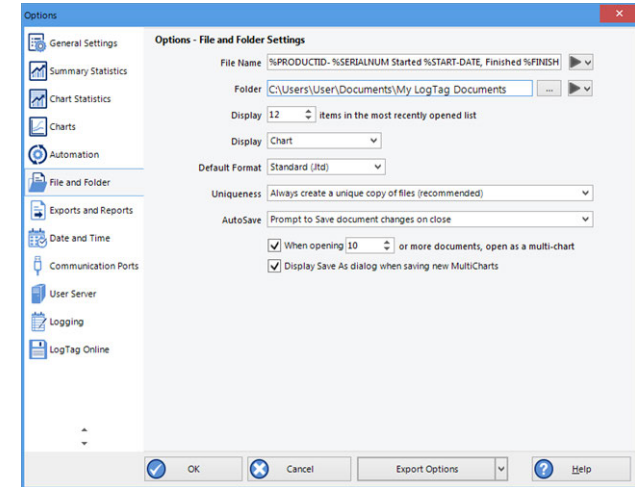 Options
General Settings
Summary Statistics
Chart Statistics
Charts
Automation
File and Folder
Exports and Reports
Date and Time
Communication Ports
User Server
Logging
LogTag Online
Options - File and Folder Settings
File Name %PRODUCTID- %SERIALNUM Started %START-DATE, Finished %FINISH
Folder C:\Users\User\Documents\My LogTag Documents ...
Display 12 items in the most recently opened list
Display Chart
Default Format Standard (ltd)
Uniqueness Always create a unique copy of files (recommended)
AutoSave Prompt to Save document changes on close
When opening 10 or more documents, open as a multi-chart
Display Save As dialog when saving new MultiCharts
OK Cancel Export Options Help